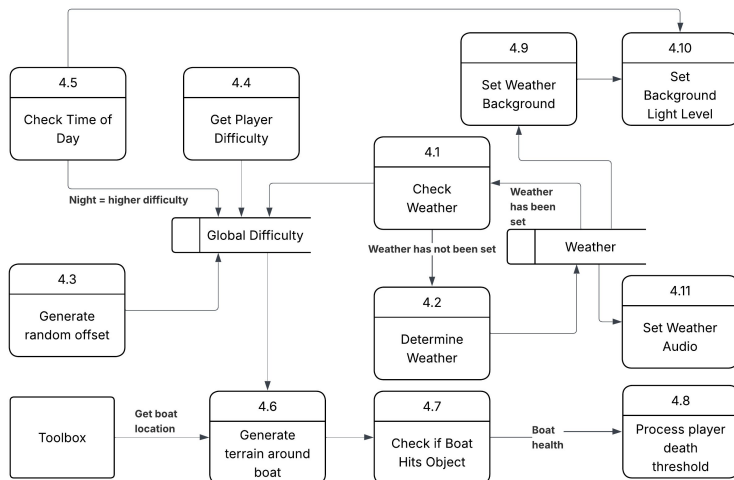 4.5
Check Time of
Day
4.4
Get Player
Difficulty
4.9
Set Weather
Background
4.10
Set
Background
Light Level
4.1
Check
Weather
Night = higher difficulty
Global Difficulty
Weather
has been
set
Weather has not been set
Weather
4.3
Generate
random offset
4.2
Determine
Weather
4.11
Set Weather
Audio
Toolbox
Get boat
location
4.6
Generate
terrain around
boat
4.7
Check if Boat
Hits Object
Boat
health
4.8
Process player
death
threshold